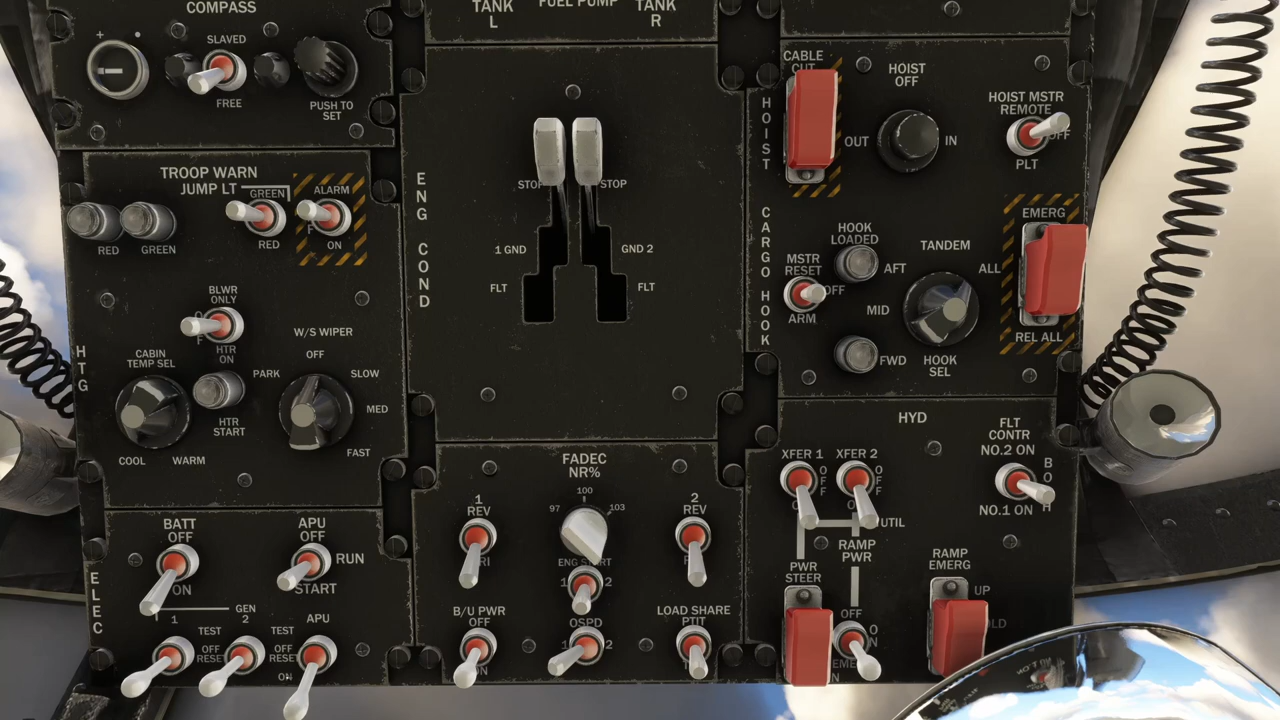 COMPASS
+
SLAVED
FREE
PUSH TO
SET
TANK
L
FUEL PUMP
TANK
R
TROOP WARN
JUMP LT
GREEN
RED
ALARM
ON
RED
GREEN
HTG
BLWR
ONLY
HTR
ON
CABIN
TEMP SEL
COOL
WARM
HTR
START
W/S WIPER
OFF
PARK
SLOW
MED
FAST
ENG COND
STOP
STOP
1 GND
GND 2
FLT
FLT
HOIST
CABLE
CUT
HOIST
OFF
OUT
IN
HOIST MSTR
REMOTE
OFF
PLT
CARGO HOOK
HOOK
LOADED
MSTR
RESET
OFF
ARM
AFT
FWD
TANDEM
MID
ALL
HOOK
SEL
EMERG
REL ALL
ELEC
BATT
OFF
ON
APU
OFF
RUN
START
GEN
1
2
TEST
OFF
RESET
TEST
OFF
RESET
APU
ON
FADEC
NR%
97
100
103
1
REV
2
REV
ENG START
2
B/U PWR
OFF
ON
OSPD
2
LOAD SHARE
PTIT
HYD
XFER 1
OFF
XFER 2
OFF
UTIL
FLT
CONTR
NO.2 ON
NO.1 ON
PWR
STEER
RAMP
PWR
OFF
RAMP
EMERG
UP